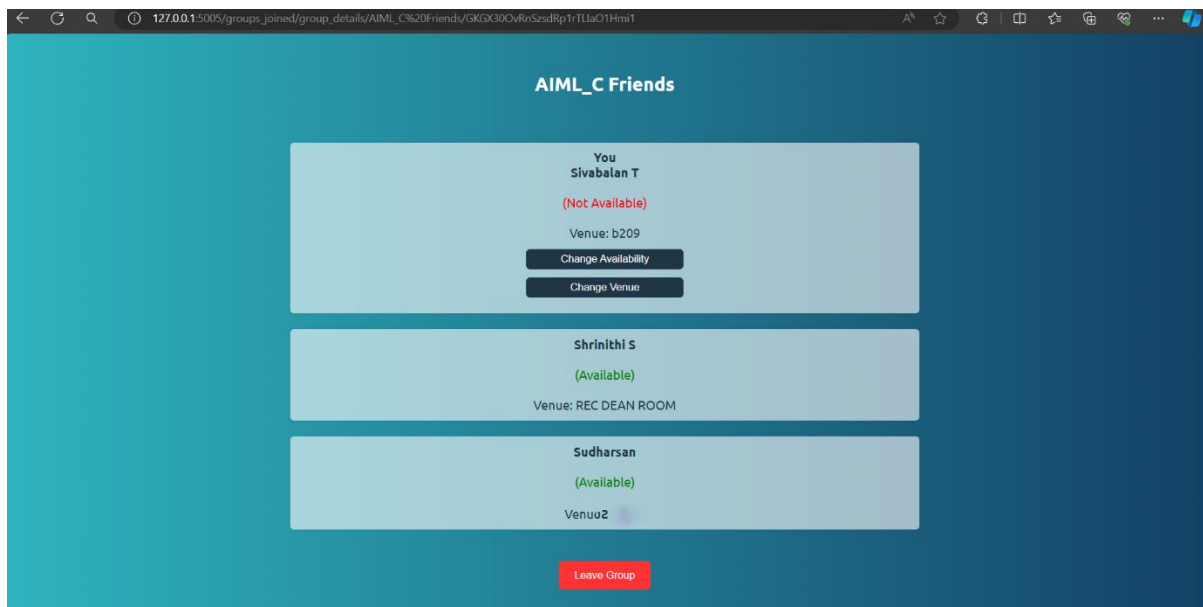 127.0.0.1:5005/groups_joined/group_details/AIML_C%20Friends/GKGX30OvRnSzsdRp1rTLIaO1Hmi1
AIML_C Friends
You
Sivabalan T
(Not Available)
Venue: b209
Change Availability
Change Venue
Shrinithi S
(Available)
Venue: REC DEAN ROOM
Sudharsan
(Available)
Leave Group